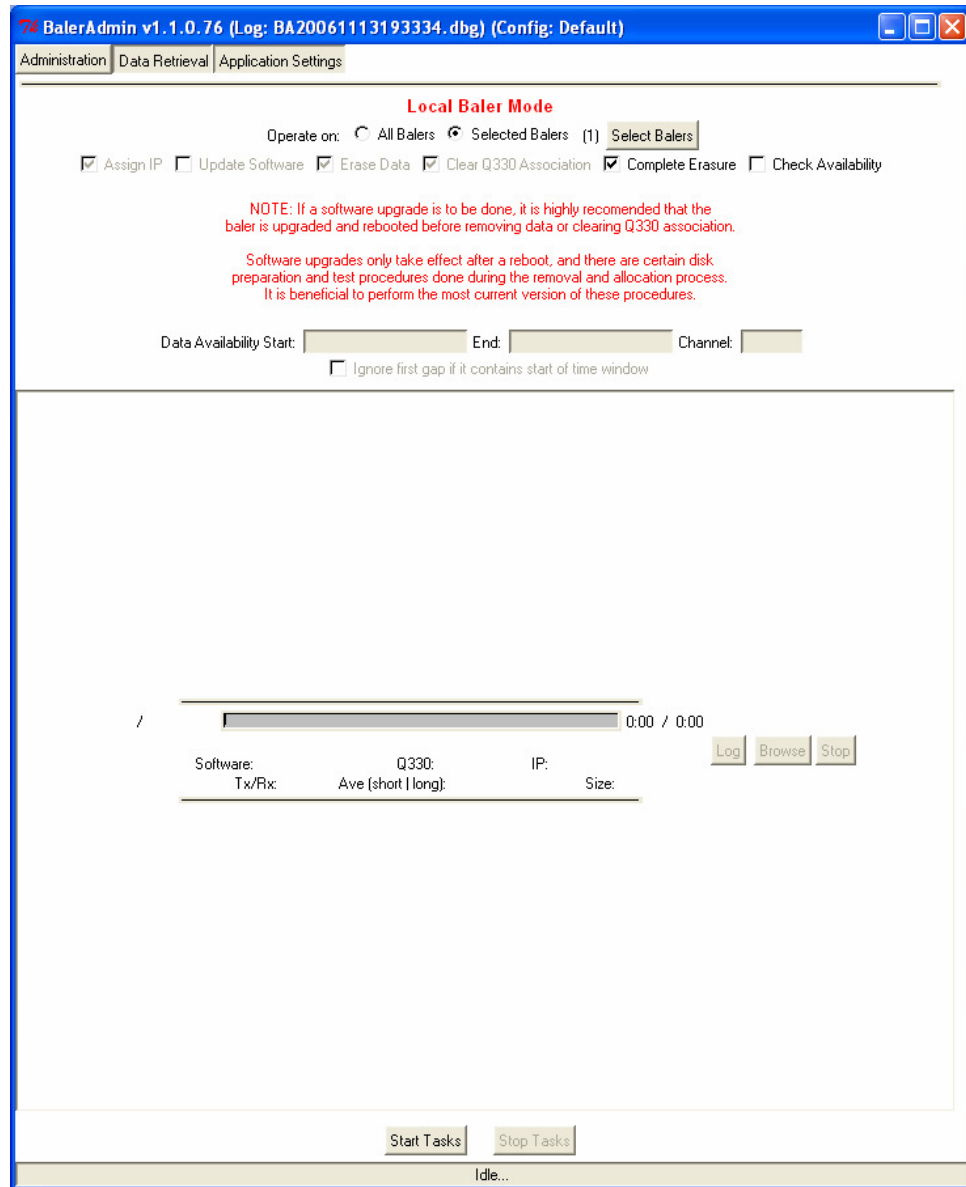 BalerAdmin v1.1.0.76 (Log: BA20061113193334.dbg) (Config: Default)
Administration Data Retrieval Application Settings
Local Baler Mode
Operate on: All Balers Selected Balers (1) Select Balers
Assign IP Update Software Erase Data Clear Q330 Association Complete Erasure Check Availability
NOTE: If a software upgrade is to be done, it is highly recomended that the
baler is upgraded and rebooted before removing data or clearing Q330 association.
Software upgrades only take effect after a reboot, and there are certain disk
preparation and test procedures done during the removal and allocation process.
It is beneficial to perform the most current version of these procedures.
Data Availability Start: End: Channel:
Ignore first gap if it contains start of time window
/ 0:00 / 0:00
Log Browse Stop
Software: Q330: IP:
Tx/Rx: Ave (short | long): Size:
Start Tasks Stop Tasks
Idle...